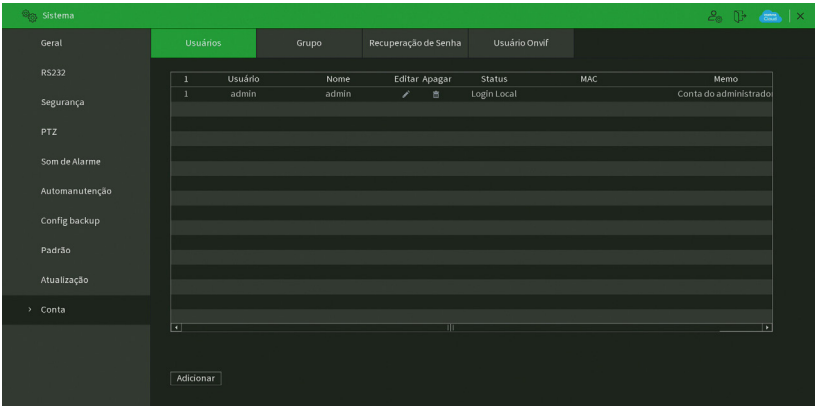 Sistema
Geral
RS232
Segurança
PTZ
Som de Alarme
Automanutenção
Config backup
Padrão
Atualização
> Conta
Usuários Grupo Recuperação de Senha Usuário Onvif
1 Usuário Nome Editar Apagar Status MAC Memo
1 admin admin Login Local Conta do administrador
Adicionar